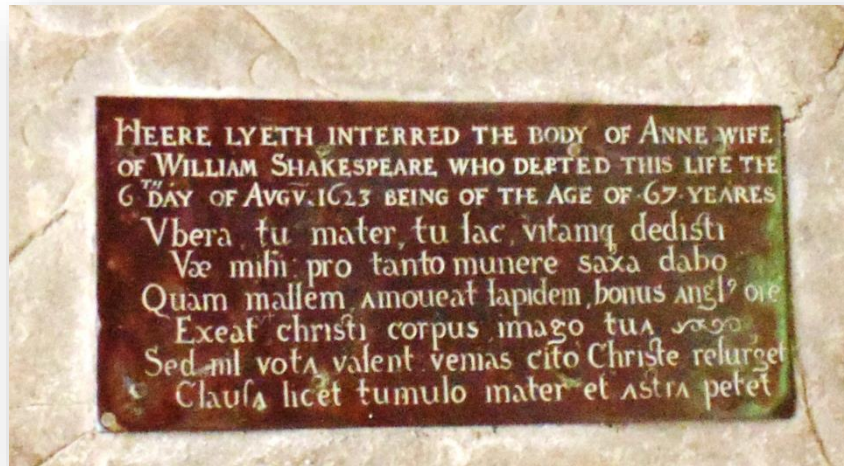 HEERE LYETH INTERRED THE BODY OF ANNE WIFE
OF WILLIAM SHAKESPEARE WHO DEPTED THIS LIFE THE
6TH DAY OF AVGV. 1623 BEING OF THE AGE OF 67 YEARES
Vbera, tu mater, tu lac, vitamq dedisti
Væ mihi: pro tanto munere saxa dabo
Quam mallem, amoueat lapidem, bonus Angl9 ore
Exeat christi corpus imago tua
Sed nil vota valent venias cito Christe resurget
Clausa licet tumulo mater et astra petet